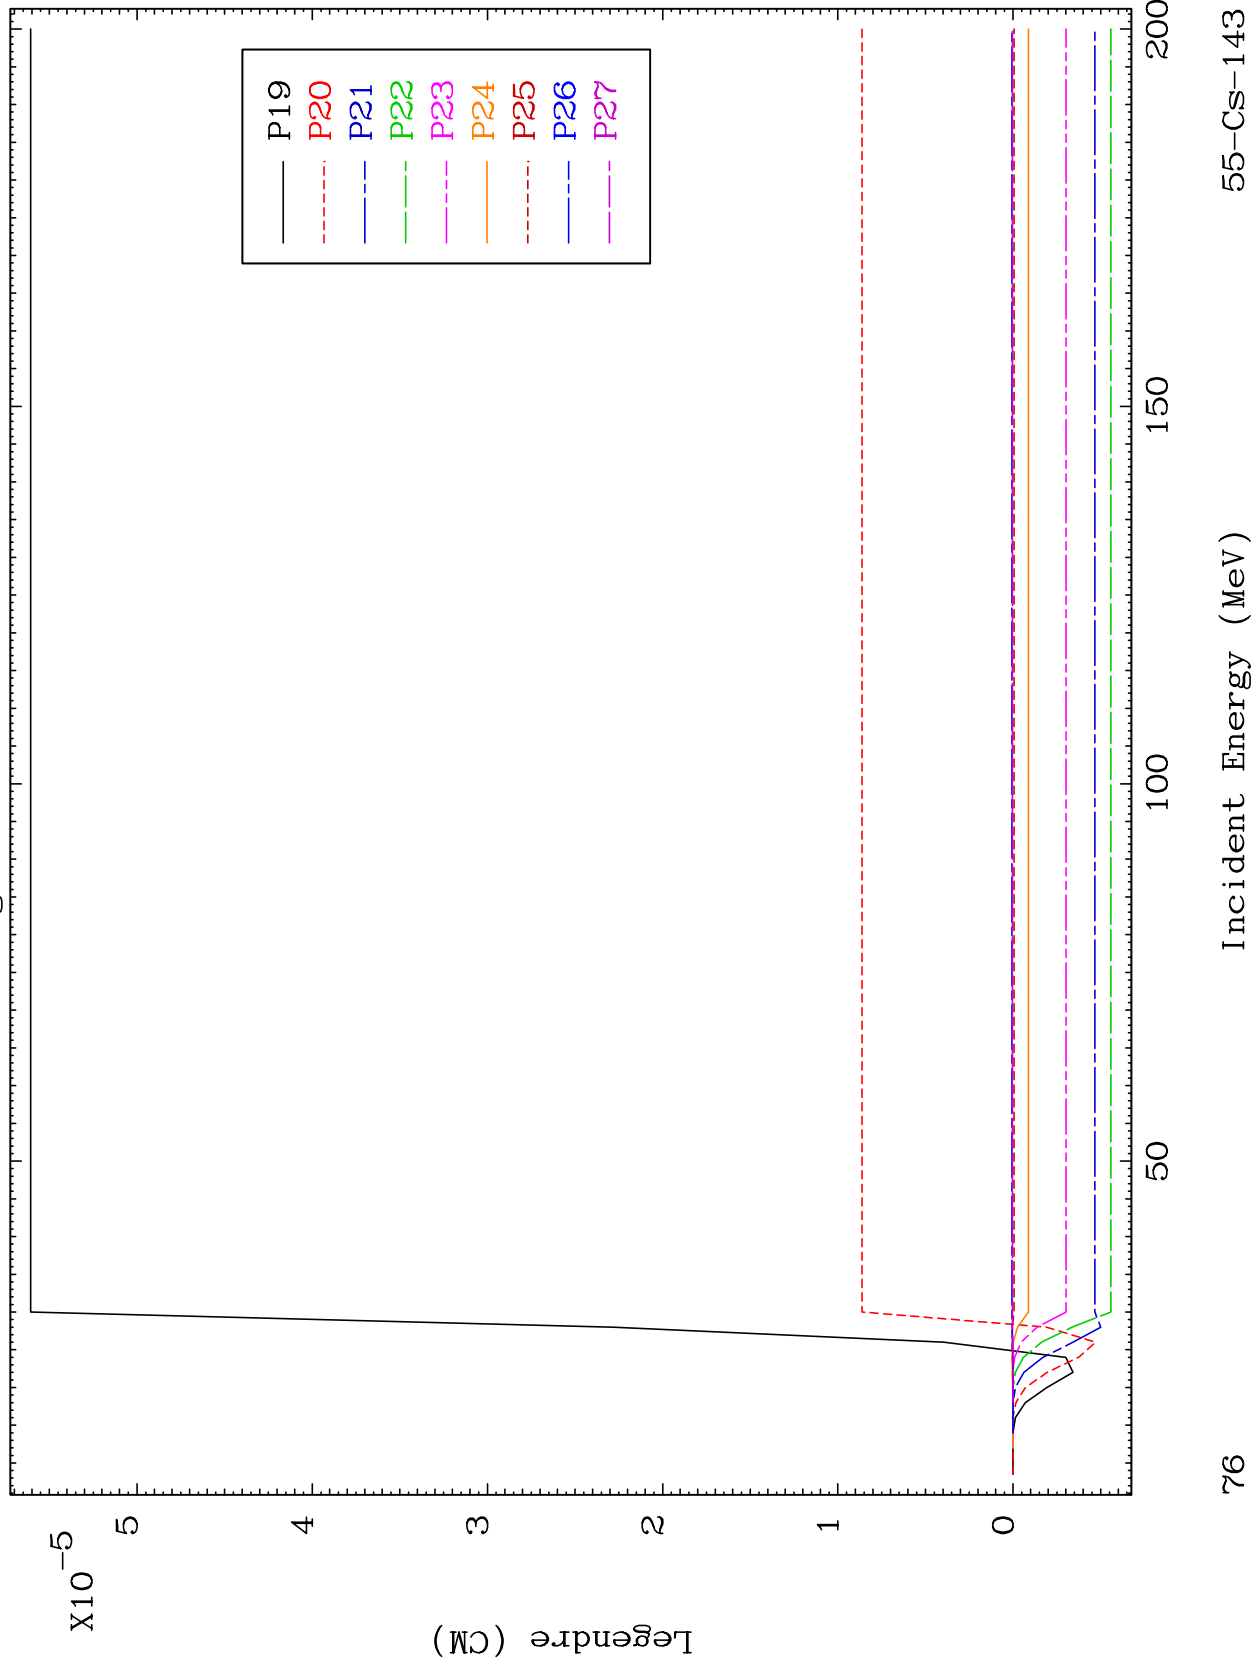 X10-5
5
4
3
2
1
0
Legendre (CM)
P19
P20
P21
P22
P23
P24
P25
P26
P27
50
100
150
200
Incident Energy (MeV)
76
55-Cs-143